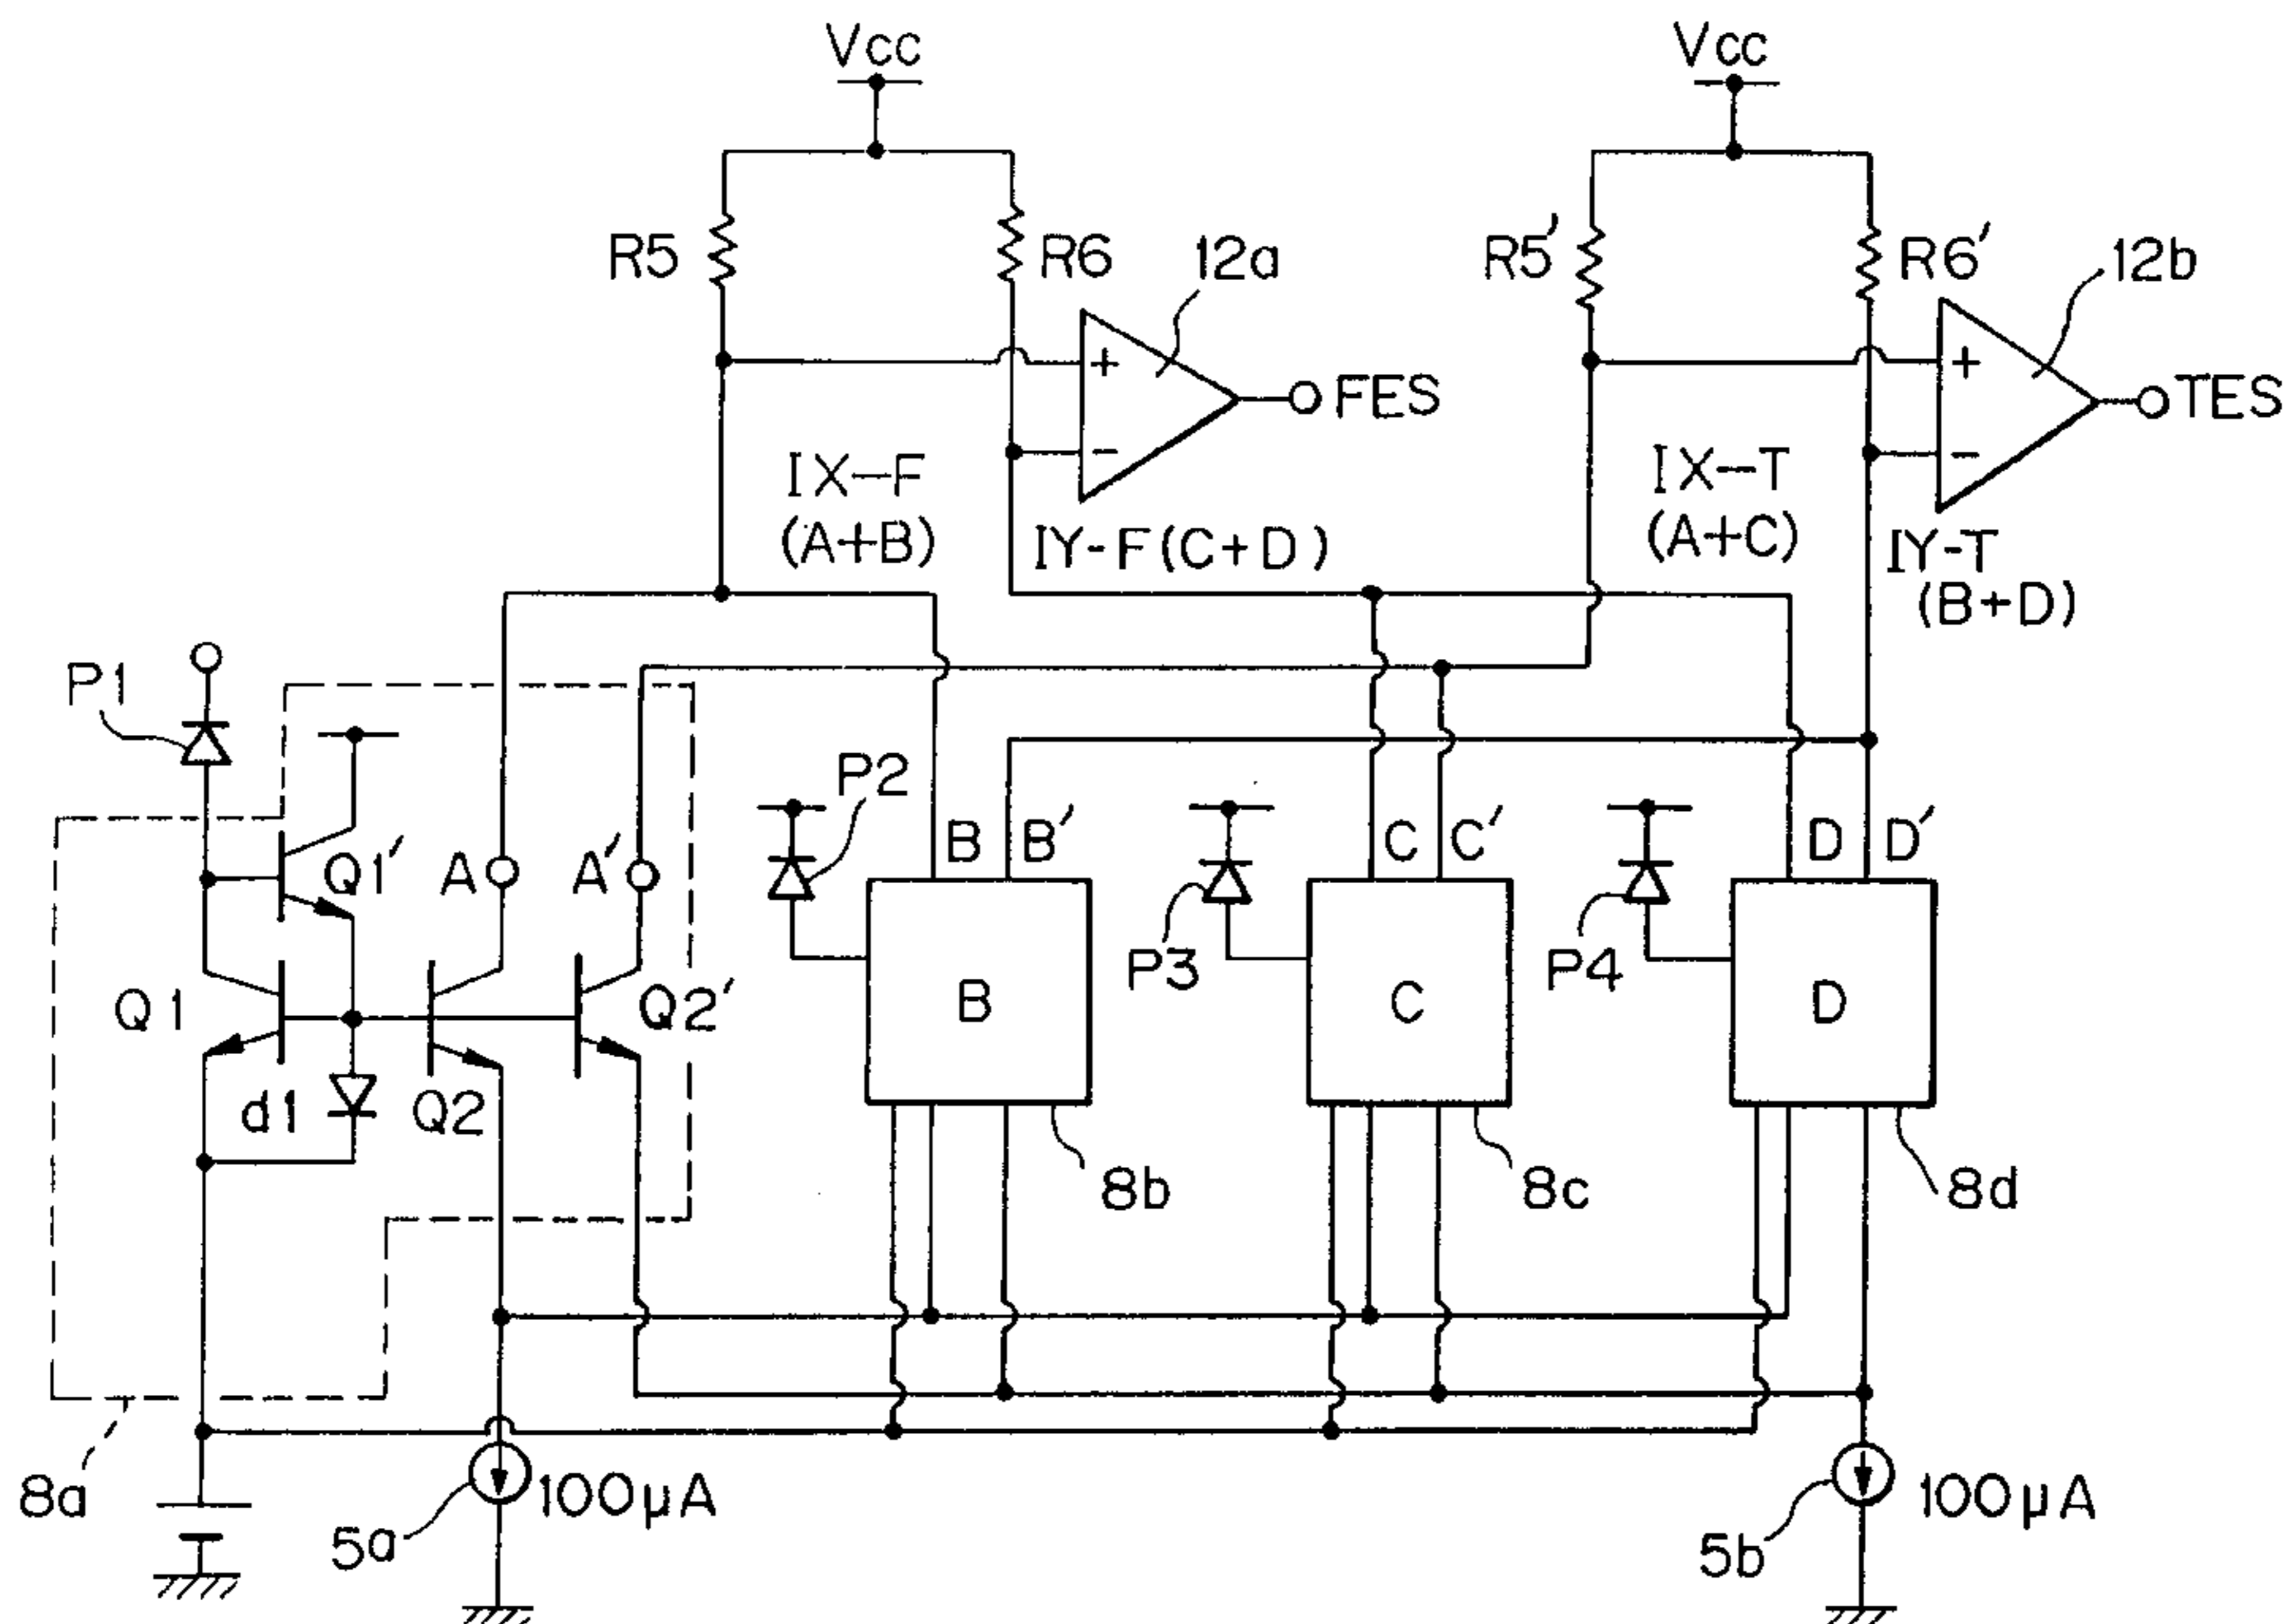 Vcc
Vcc
R5
R6
12a
R5'
R6'
12b
+
+
FES
TES
-
-
IX-F
(A+B)
IY-F(C+D)
IX-T
(A+C)
IY-T
(B+D)
P1
P2
Q1'
A
A'
B
B'
C
C'
D
D'
P3
P4
Q1
Q2'
B
C
D
d1
Q2
8b
8c
8d
8a
5a
100μA
5b
100μA